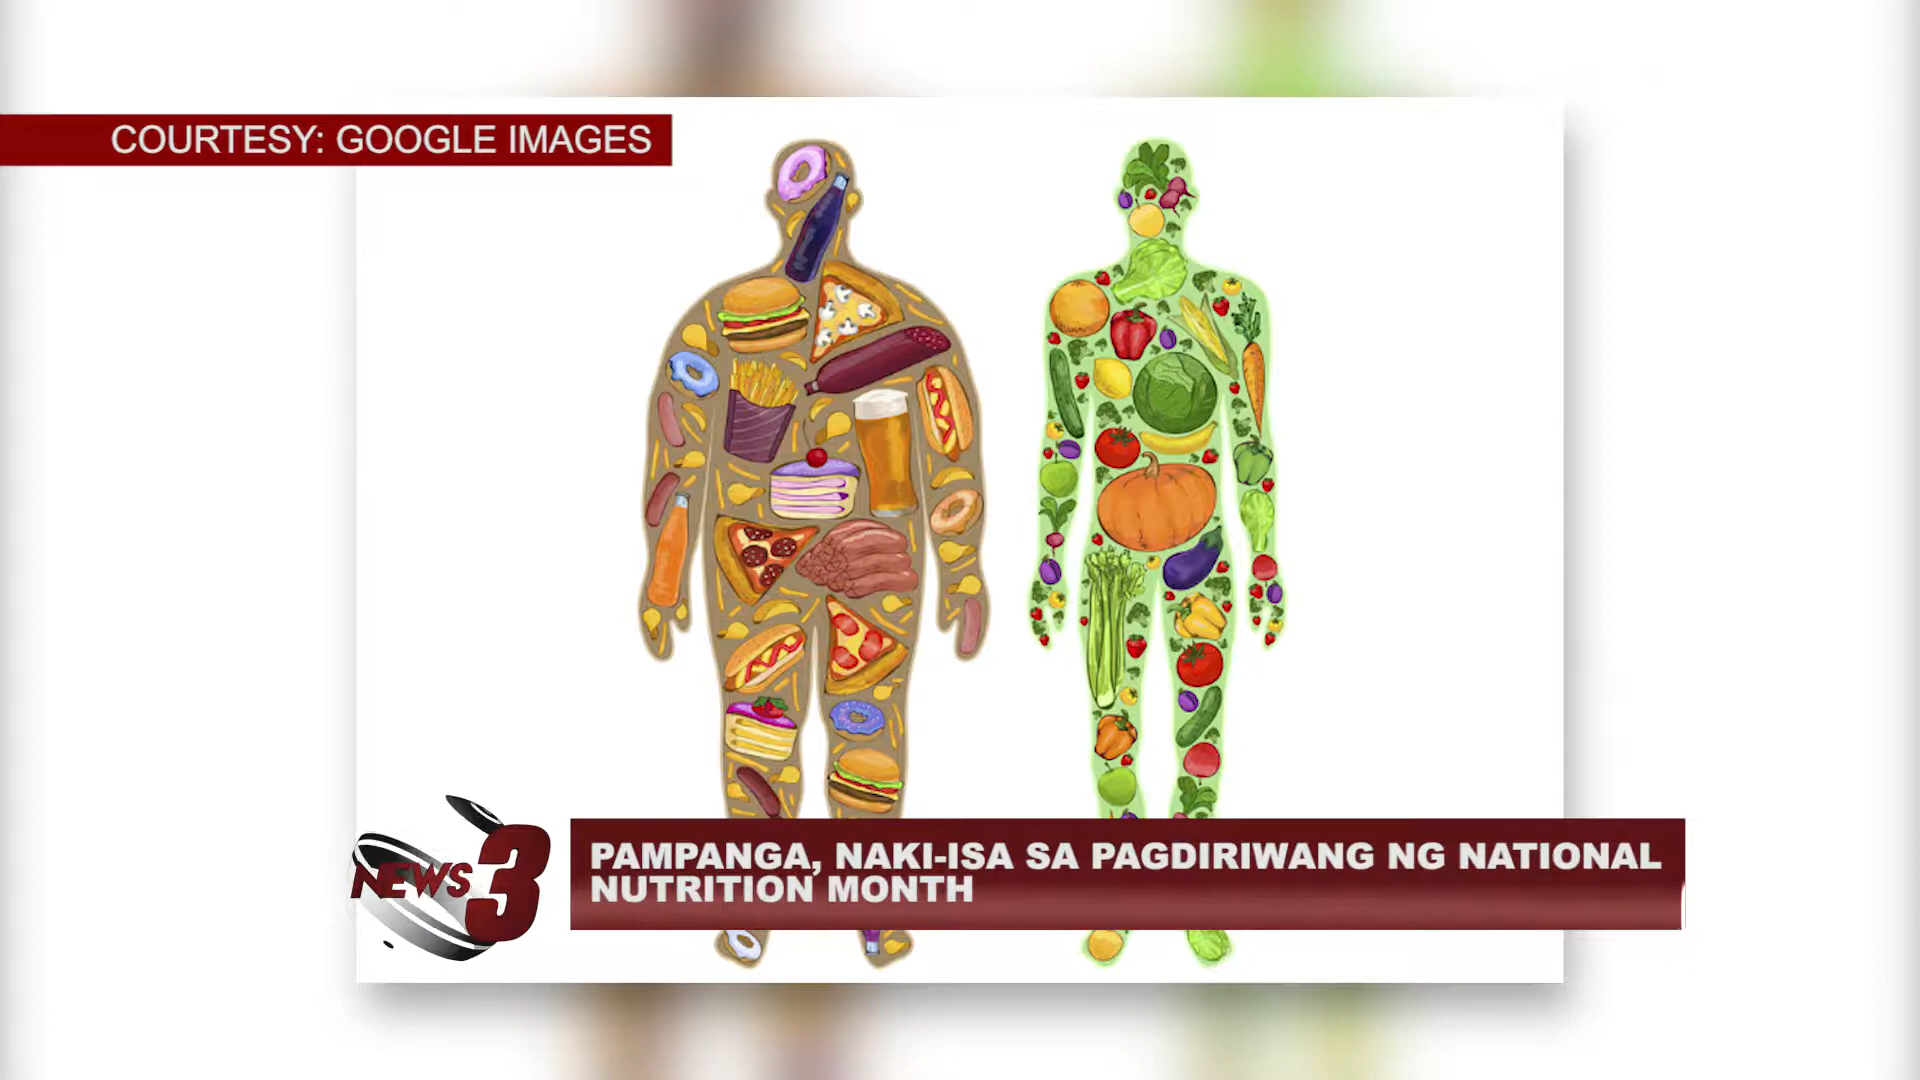 COURTESY: GOOGLE IMAGES
NEWS 3
PAMPANGA, NAKI-ISA SA PAGDIRIWANG NG NATIONAL
NUTRITION MONTH